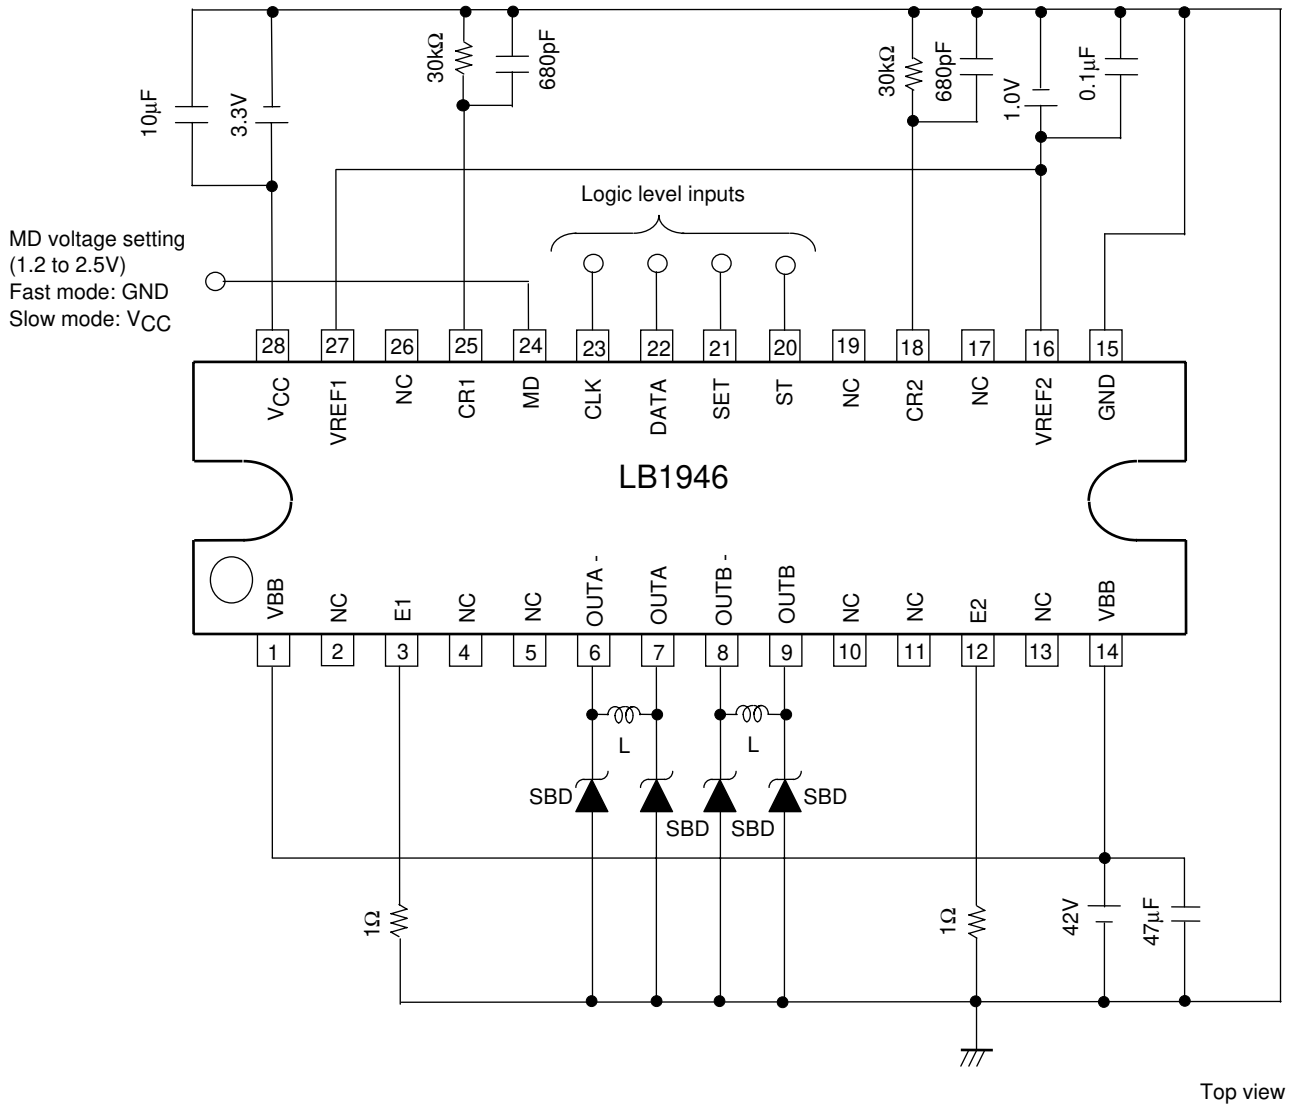 10µF
3.3V
30kΩ
680pF
30kΩ
680pF
1.0V
0.1µF
Logic level inputs
MD voltage setting
(1.2 to 2.5V)
Fast mode: GND
Slow mode: VCC
28 27 26 25 24 23 22 21 20 19 18 17 16 15
VCC VREF1 NC CR1 MD CLK DATA SET ST NC CR2 NC VREF2 GND
LB1946
VBB NC E1 NC NC OUTA - OUTA OUTB - OUTB NC NC E2 NC VBB
1 2 3 4 5 6 7 8 9 10 11 12 13 14
L
L
SBD
SBD
SBD
SBD
1Ω
1Ω
42V
47µF
Top view